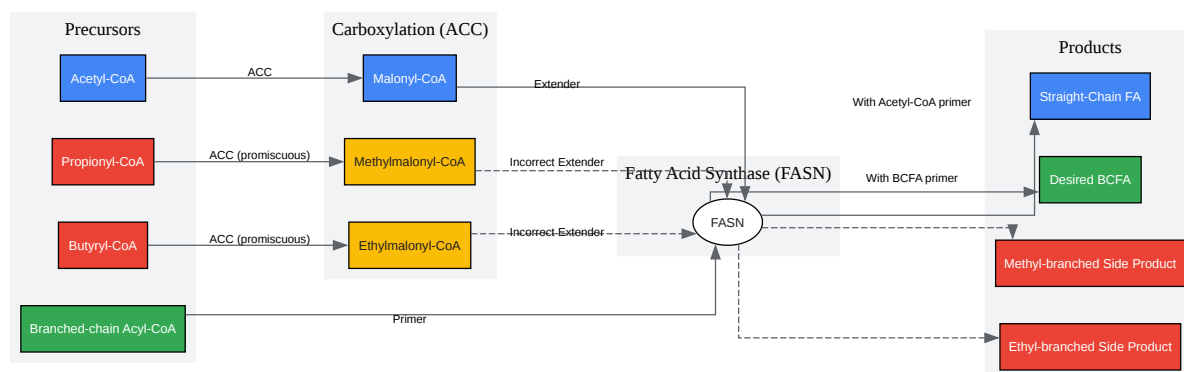 Precursors
Carboxylation (ACC)
Products
Acetyl-CoA
ACC
Malonyl-CoA
Extender
With Acetyl-CoA primer
Straight-Chain FA
Propionyl-CoA
ACC (promiscuous)
Methylmalonyl-CoA
Incorrect Extender
Fatty Acid Synthase (FASN)
With BCFA primer
Desired BCFA
Butyryl-CoA
ACC (promiscuous)
Ethylmalonyl-CoA
Incorrect Extender
FASN
Methyl-branched Side Product
Branched-chain Acyl-CoA
Primer
Ethyl-branched Side Product